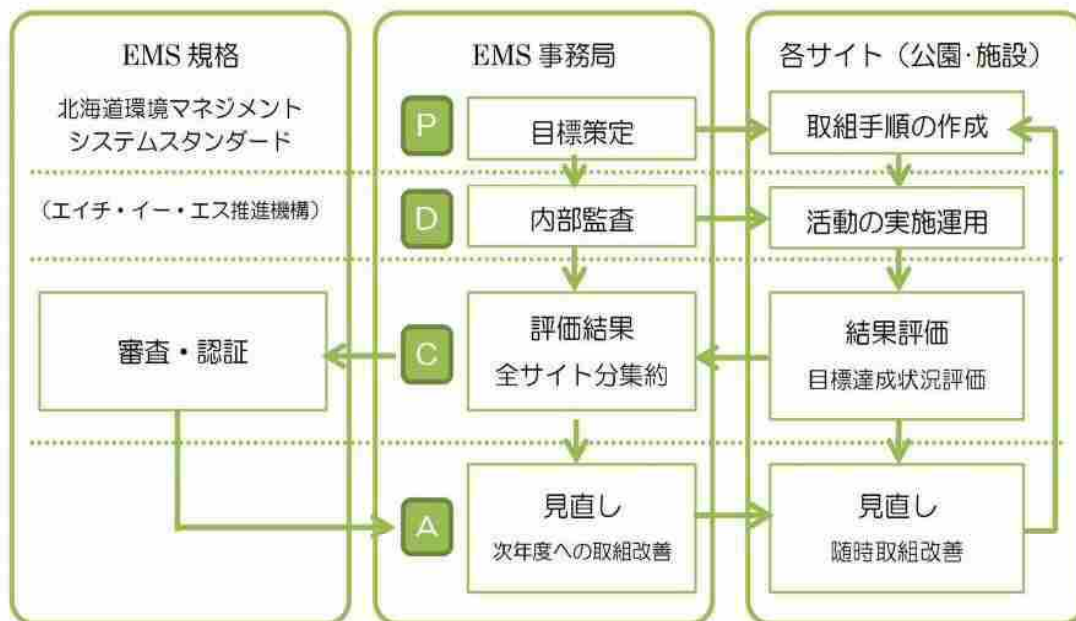 EMS 規格
北海道環境マネジメント
システムスタンダード
（エイチ・イー・エス推進機構）
審査・認証
EMS 事務局
P
目標策定
D
内部監査
C
評価結果
全サイト分集約
A
見直し
次年度への取組改善
各サイト（公園・施設）
取組手順の作成
活動の実施運用
結果評価
目標達成状況評価
見直し
随時取組改善